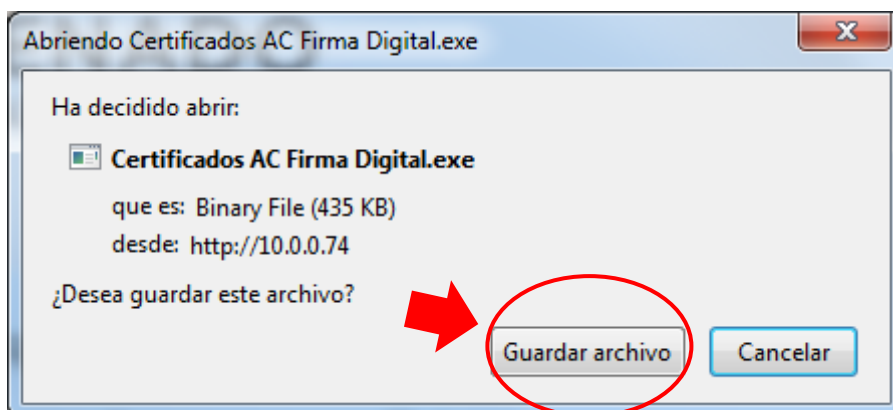 Abriendo Certificados AC Firma Digital.exe
Ha decidido abrir:
Certificados AC Firma Digital.exe
que es: Binary File (435 KB)
desde: http://10.0.0.74
¿Desea guardar este archivo?
Guardar archivo
Cancelar